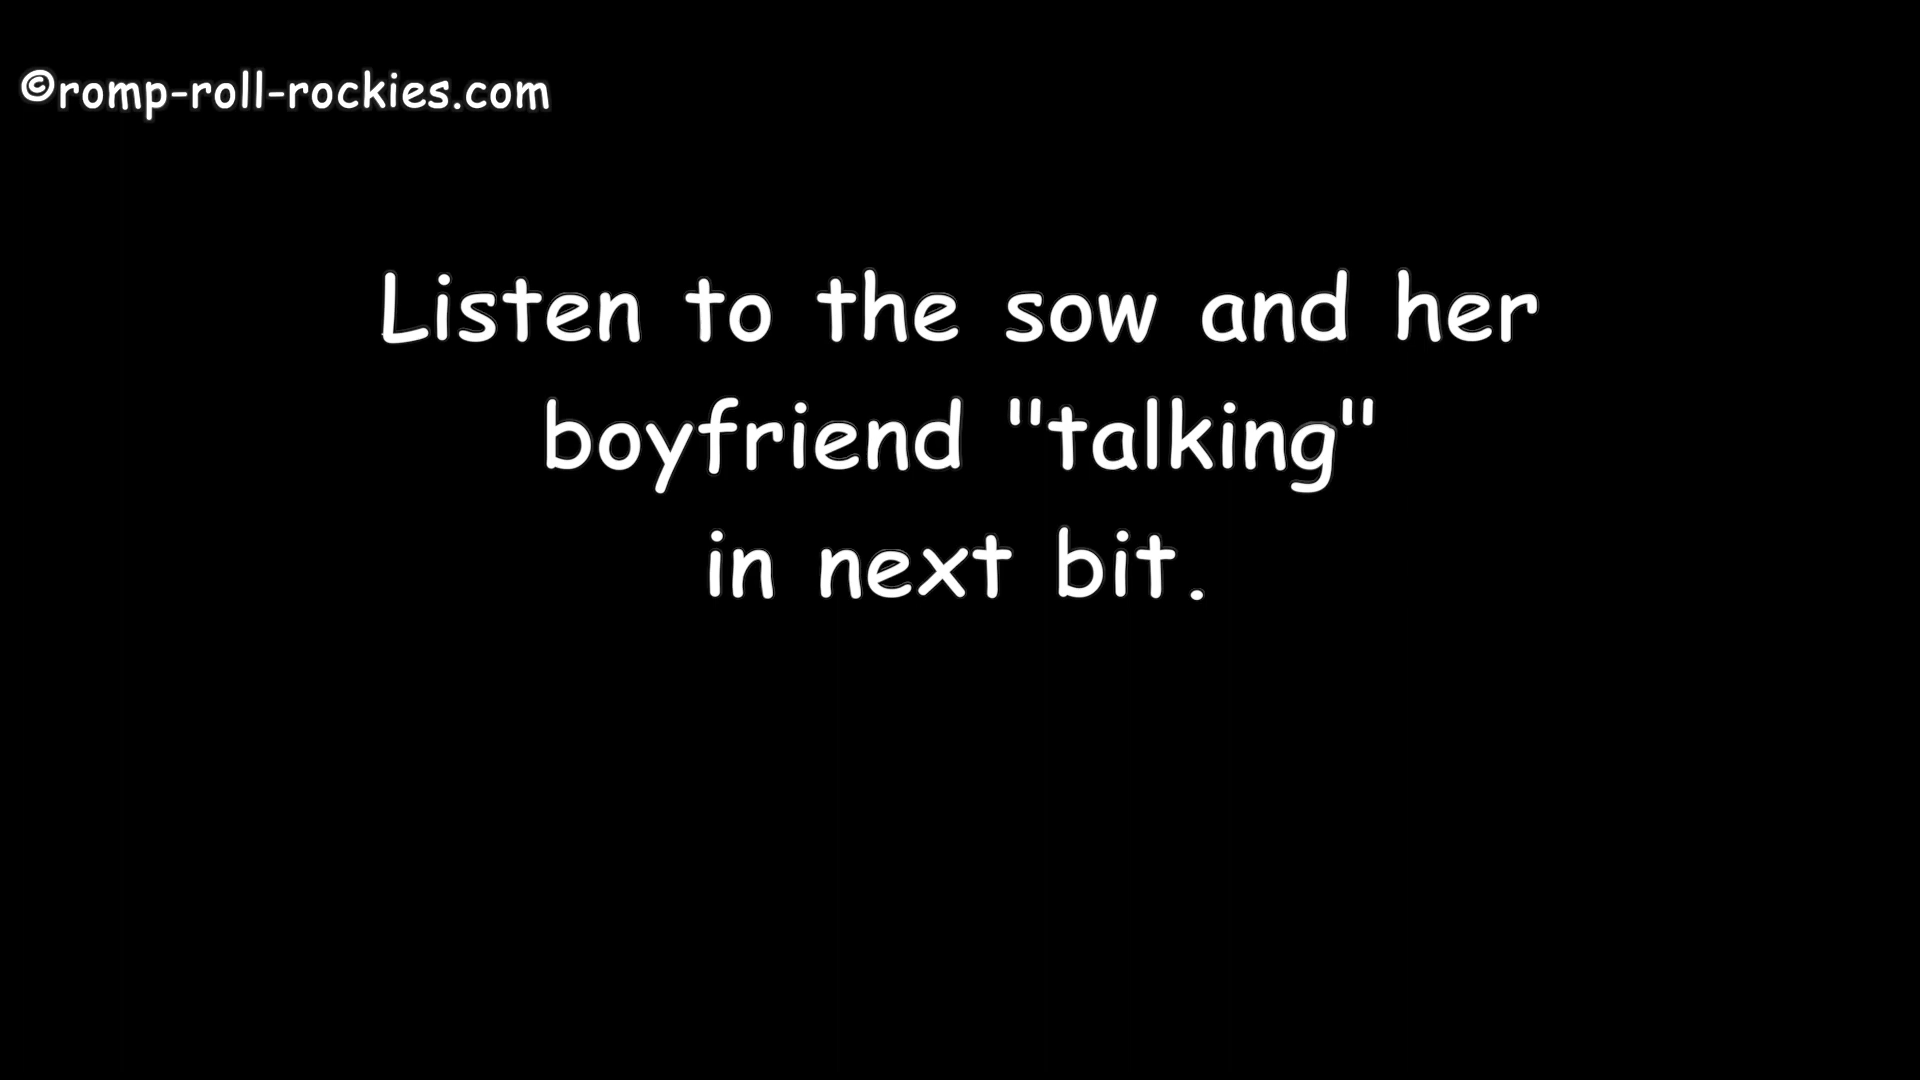 ©romp-roll-rockies.com
Listen to the sow and her
boyfriend "talking"
in next bit.